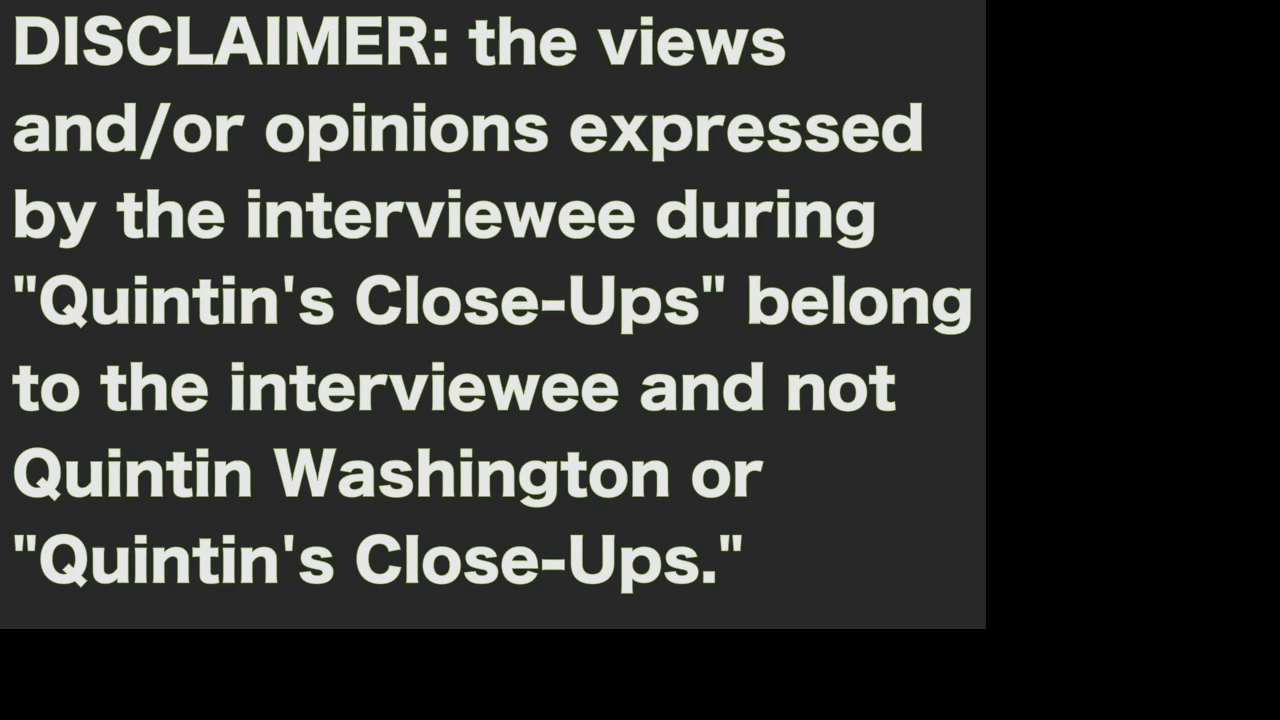 DISCLAIMER: the views
and/or opinions expressed
by the interviewee during
"Quintin's Close-Ups" belong
to the interviewee and not
Quintin Washington or
"Quintin's Close-Ups."